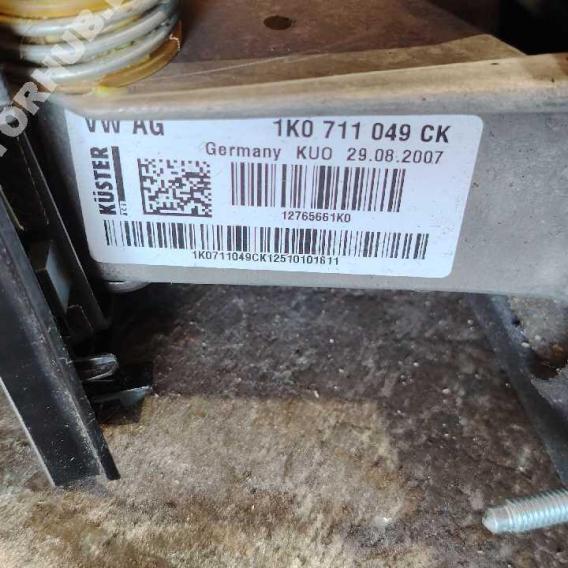 VW AG 1K0 711 049 CK
Germany KUO 29.08.2007
KÜSTER
12765661K0
1K0711049CK12510101611